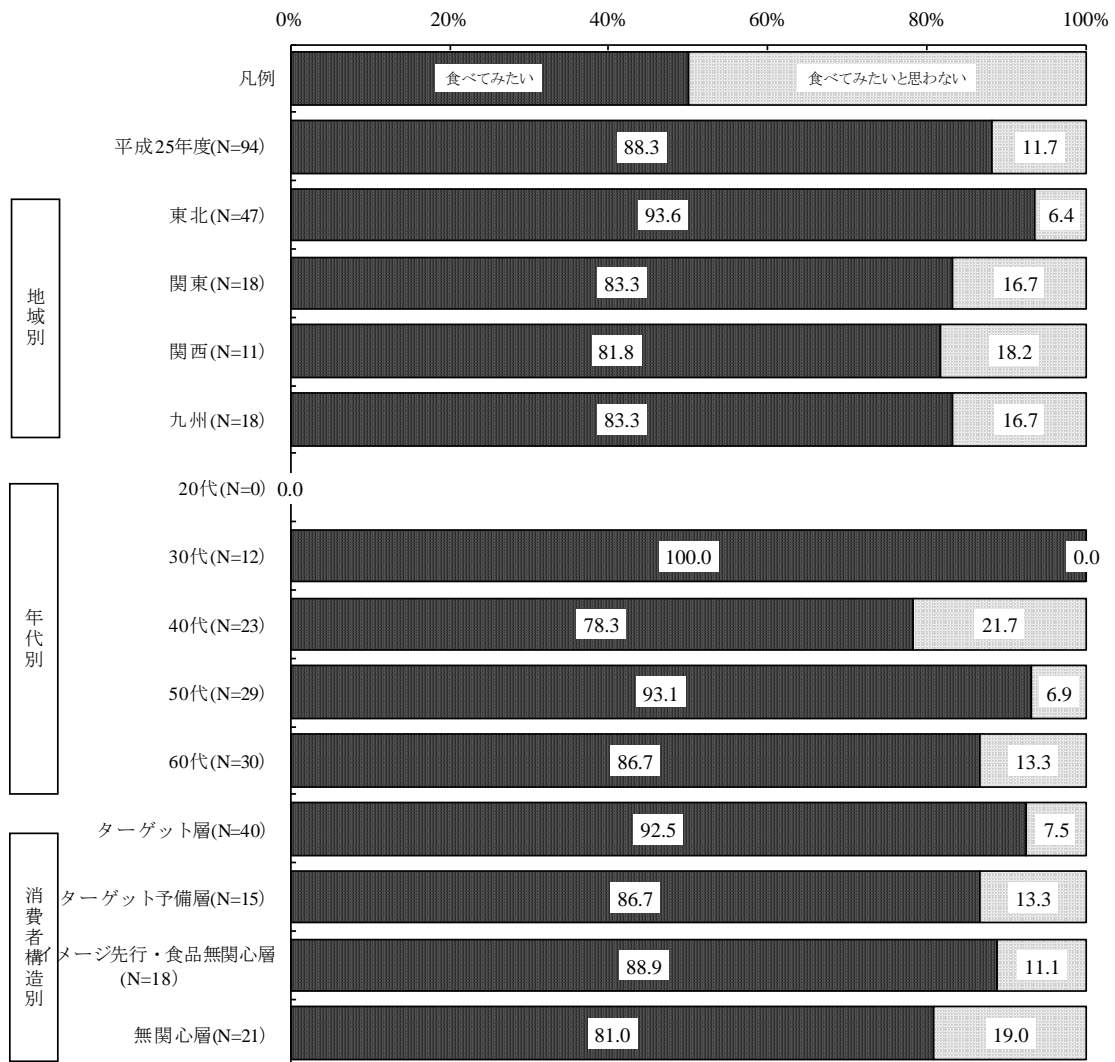 0% 20% 40% 60% 80% 100%
凡例 食べてみたい 食べてみたいと思わない
平成25年度(N=94) 88.3 11.7
地域別
東北(N=47) 93.6 6.4
関東(N=18) 83.3 16.7
関西(N=11) 81.8 18.2
九州(N=18) 83.3 16.7
年代別
20代(N=0) 0.0
30代(N=12) 100.0 0.0
40代(N=23) 78.3 21.7
50代(N=29) 93.1 6.9
60代(N=30) 86.7 13.3
消費者構造別
ターゲット層(N=40) 92.5 7.5
ターゲット予備層(N=15) 86.7 13.3
イメージ先行・食品無関心層
(N=18) 88.9 11.1
無関心層(N=21) 81.0 19.0